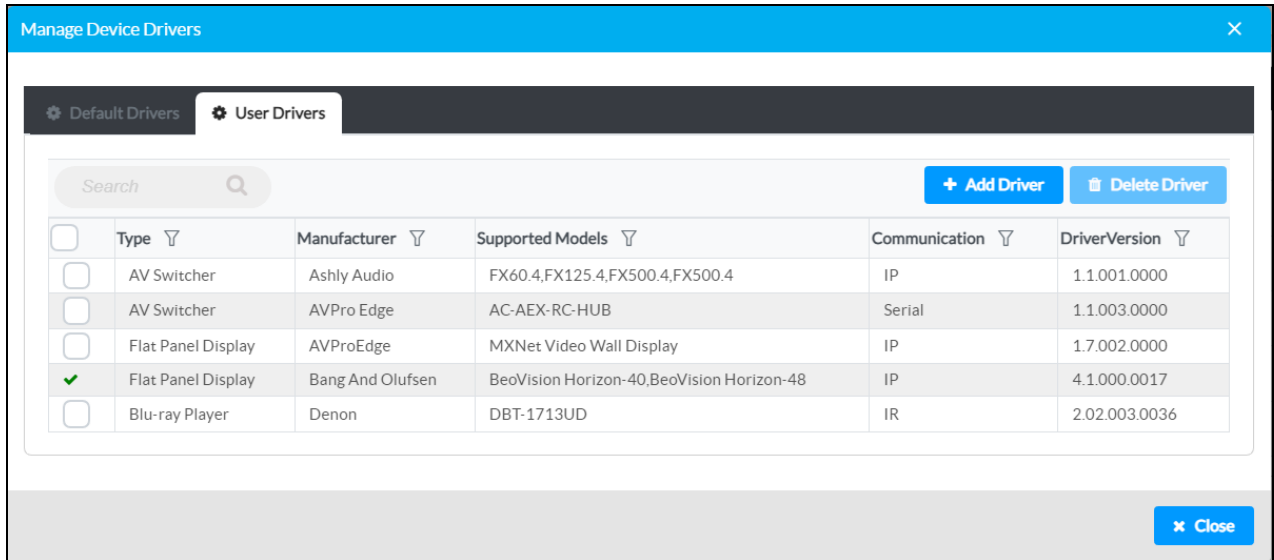 Manage Device Drivers
Default Drivers User Drivers
Search Add Driver Delete Driver
Type Manufacturer Supported Models Communication DriverVersion
AV Switcher Ashly Audio FX60.4,FX125.4,FX500.4,FX500.4 IP 1.1.001.0000
AV Switcher AVPro Edge AC-AEX-RC-HUB Serial 1.1.003.0000
Flat Panel Display AVProEdge MXNet Video Wall Display IP 1.7.002.0000
Flat Panel Display Bang And Olufsen BeoVision Horizon-40,BeoVision Horizon-48 IP 4.1.000.0017
Blu-ray Player Denon DBT-1713UD IR 2.02.003.0036
Close